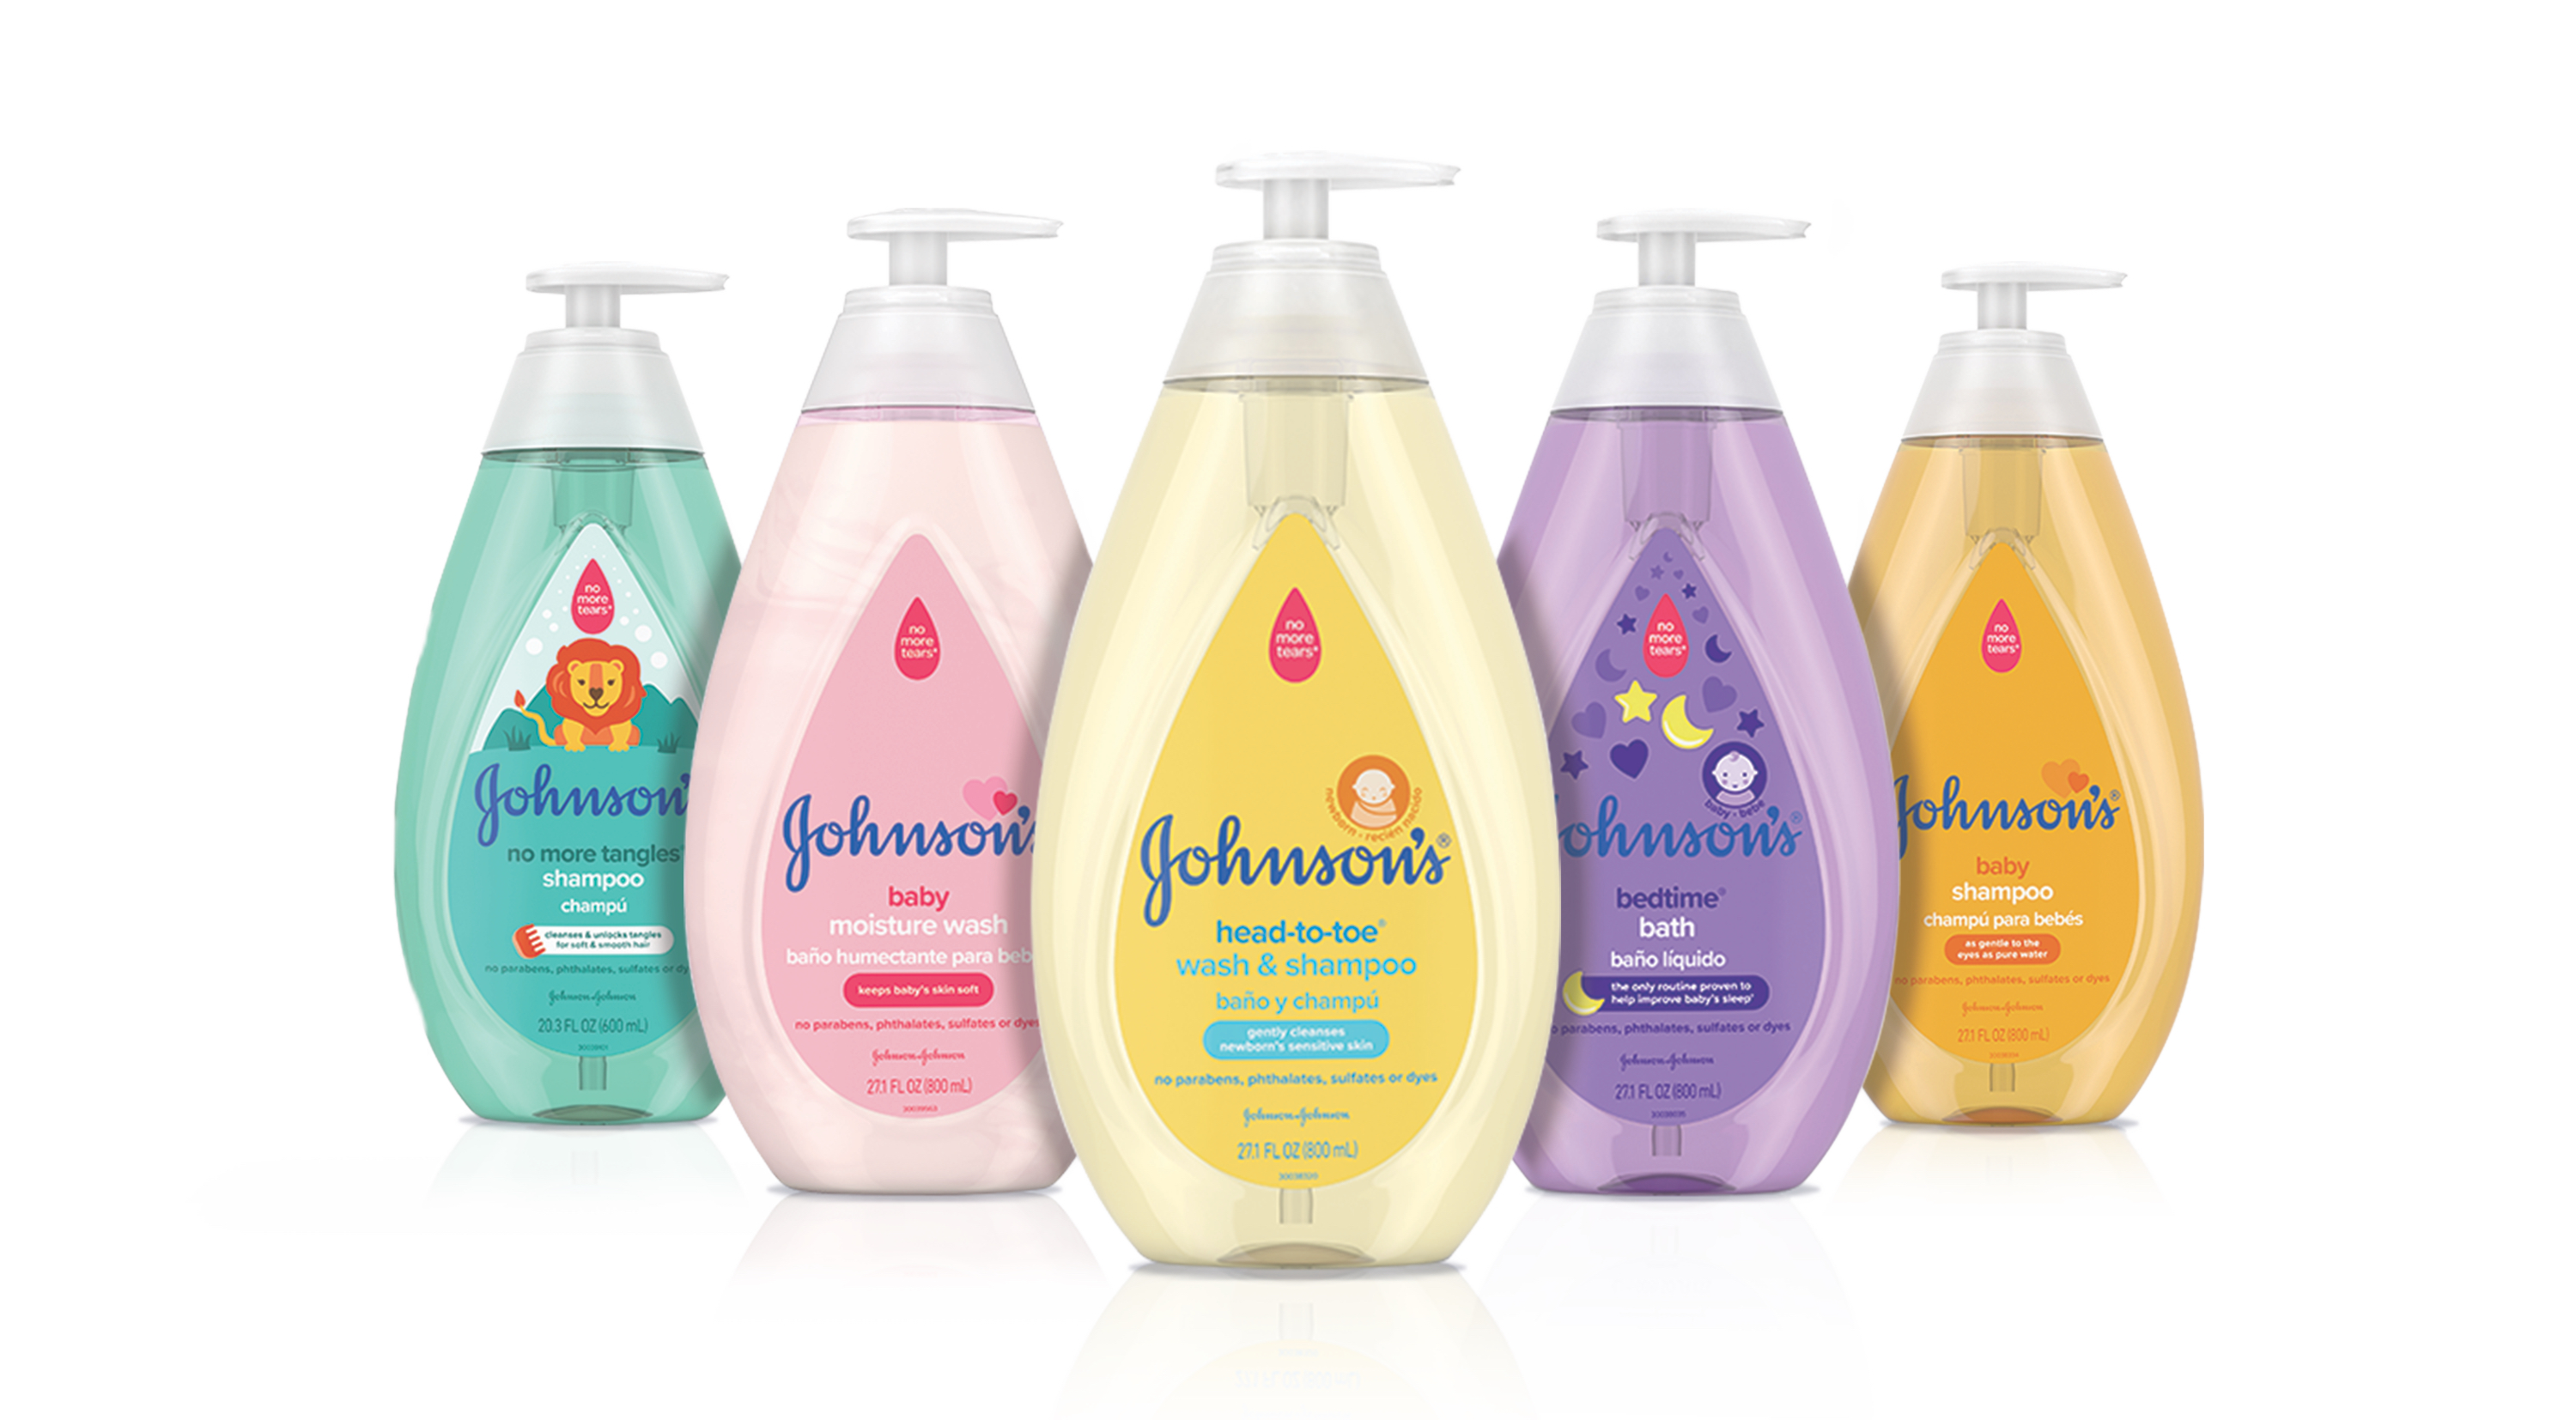 no
more
tears®
Johnson's
no more tangles®
shampoo
champú
cleanses & unlocks tangles
for soft & smooth hair
no parabens, phthalates, sulfates or dy
Johnson & Johnson
20.3 FL OZ (600 mL)
no
more
tears®
Johnson's
baby
moisture wash
baño humectante para beb
keeps baby's skin soft
no parabens, phthalates, sulfates or dyes
Johnson & Johnson
27.1 FL OZ (800 mL)
no
more
tears®
newborn • recién nacido
Johnson's®
head-to-toe®
wash & shampoo
baño y champú
gently cleanses
newborn's sensitive skin
no parabens, phthalates, sulfates or dyes
Johnson & Johnson
27.1 FL OZ (800 mL)
no
more
tears®
baby • bebé
Johnson's®
bedtime®
bath
baño líquido
the only routine proven to
help improve baby's sleep*
o parabens, phthalates, sulfates or dyes
Johnson & Johnson
27.1 FL OZ (800 mL)
no
more
tears®
Johnson's®
baby
shampoo
champú para bebés
as gentle to the
eyes as pure water
no parabens, phthalates, sulfates or dyes
Johnson & Johnson
27.1 FL OZ (800 mL)